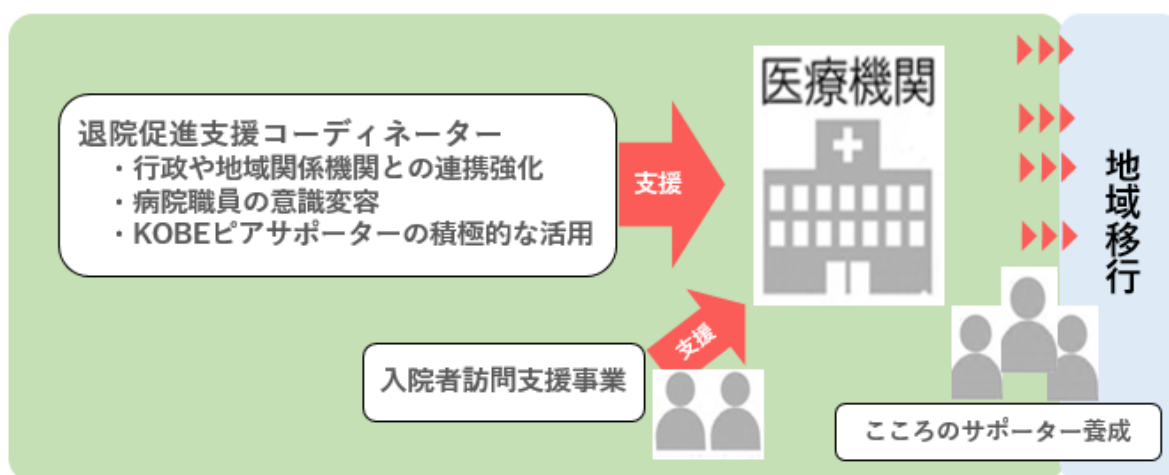 医療機関
退院促進支援コーディネーター
・行政や地域関係機関との連携強化
・病院職員の意識変容
・KOBEピアサポーターの積極的な活用
支援
地域移行
支援
入院者訪問支援事業
こころのサポーター養成